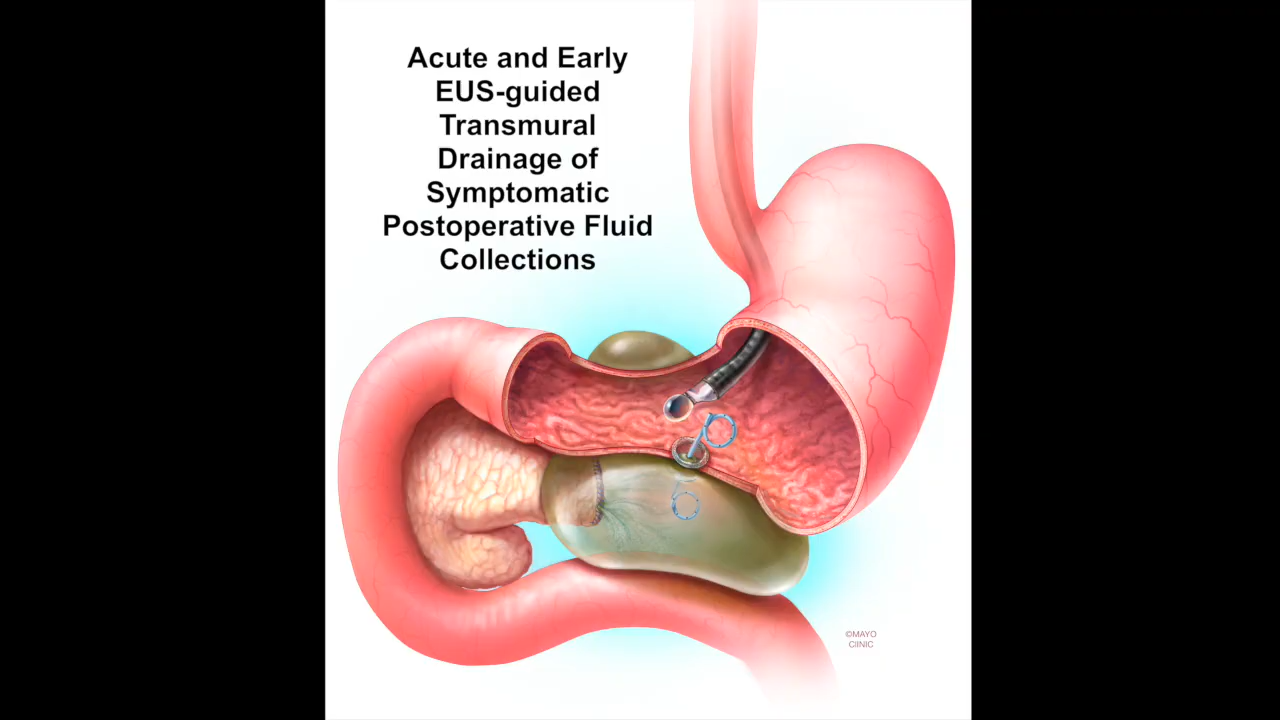 Acute and Early
EUS-guided
Transmural
Drainage of
Symptomatic
Postoperative Fluid
Collections
©MAYO
ClINIC